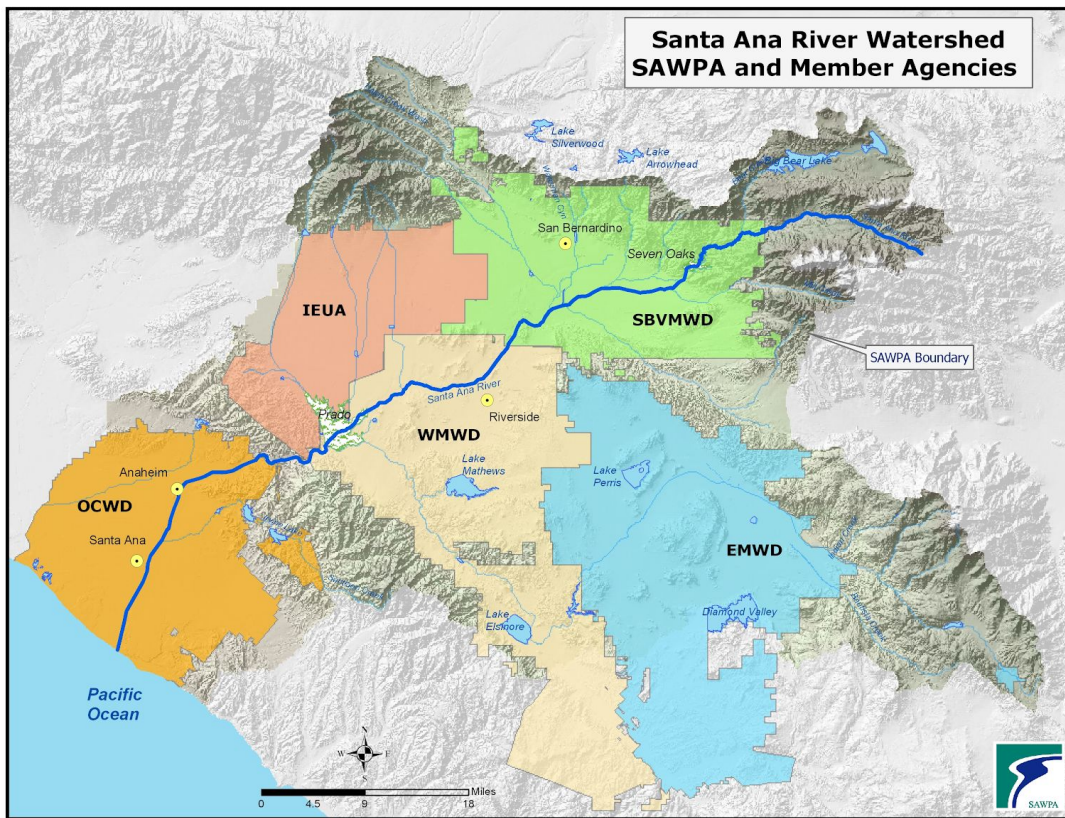 Santa Ana River Watershed
SAWPA and Member Agencies
Lake
Silverwood
Lake
Arrowhead
Big Bear Lake
San Bernardino
Seven Oaks
IEUA
SBVMWD
SAWPA Boundary
Santa Ana River
Prado
Riverside
WMWD
Lake
Mathews
Lake
Perris
Anaheim
OCWD
Santa Ana
EMWD
Diamond Valley
Lake
Elsinore
Pacific
Ocean
N
W
E
S
Miles
0
4.5
9
18
SAWPA